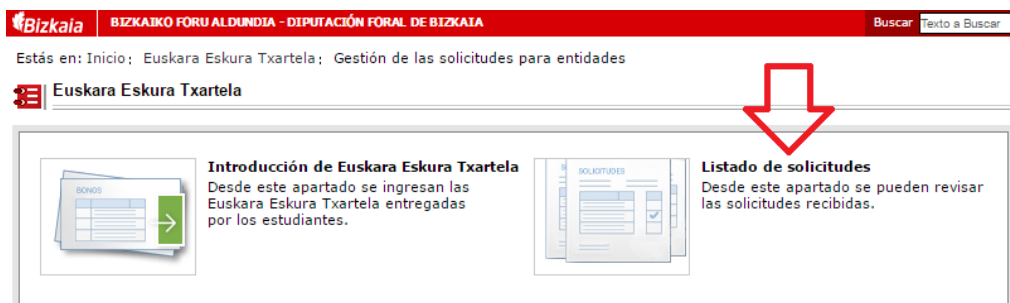 Bizkaia BIZKAIKO FORU ALDUNDIA - DIPUTACIÓN FORAL DE BIZKAIA Buscar Texto a Buscar
Estás en: Inicio; Euskara Eskura Txartela; Gestión de las solicitudes para entidades
Euskara Eskura Txartela
BONOS
Introducción de Euskara Eskura Txartela
Desde este apartado se ingresan las
Euskara Eskura Txartela entregadas
por los estudiantes.
SOLICITUDES
Listado de solicitudes
Desde este apartado se pueden revisar
las solicitudes recibidas.